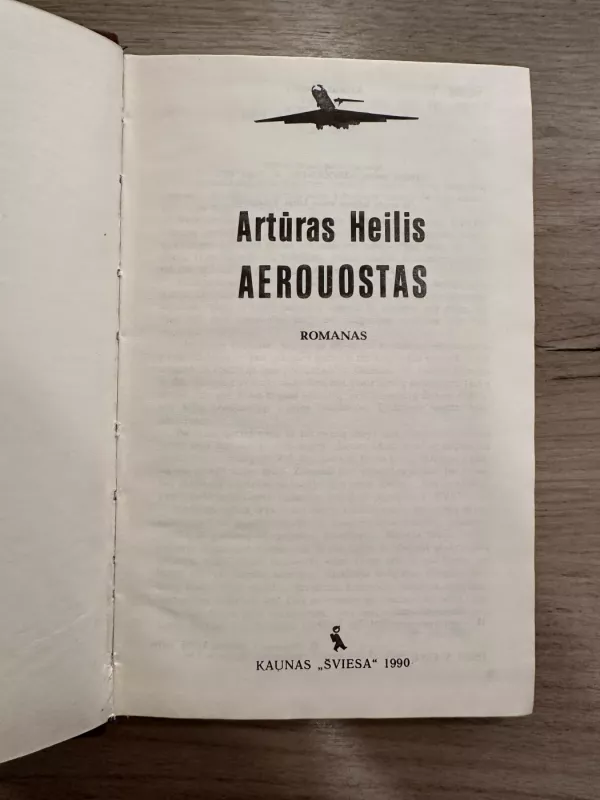 Artūras Heilis
AEROUOSTAS
ROMANAS
KAUNAS „ŠVIESA“ 1990